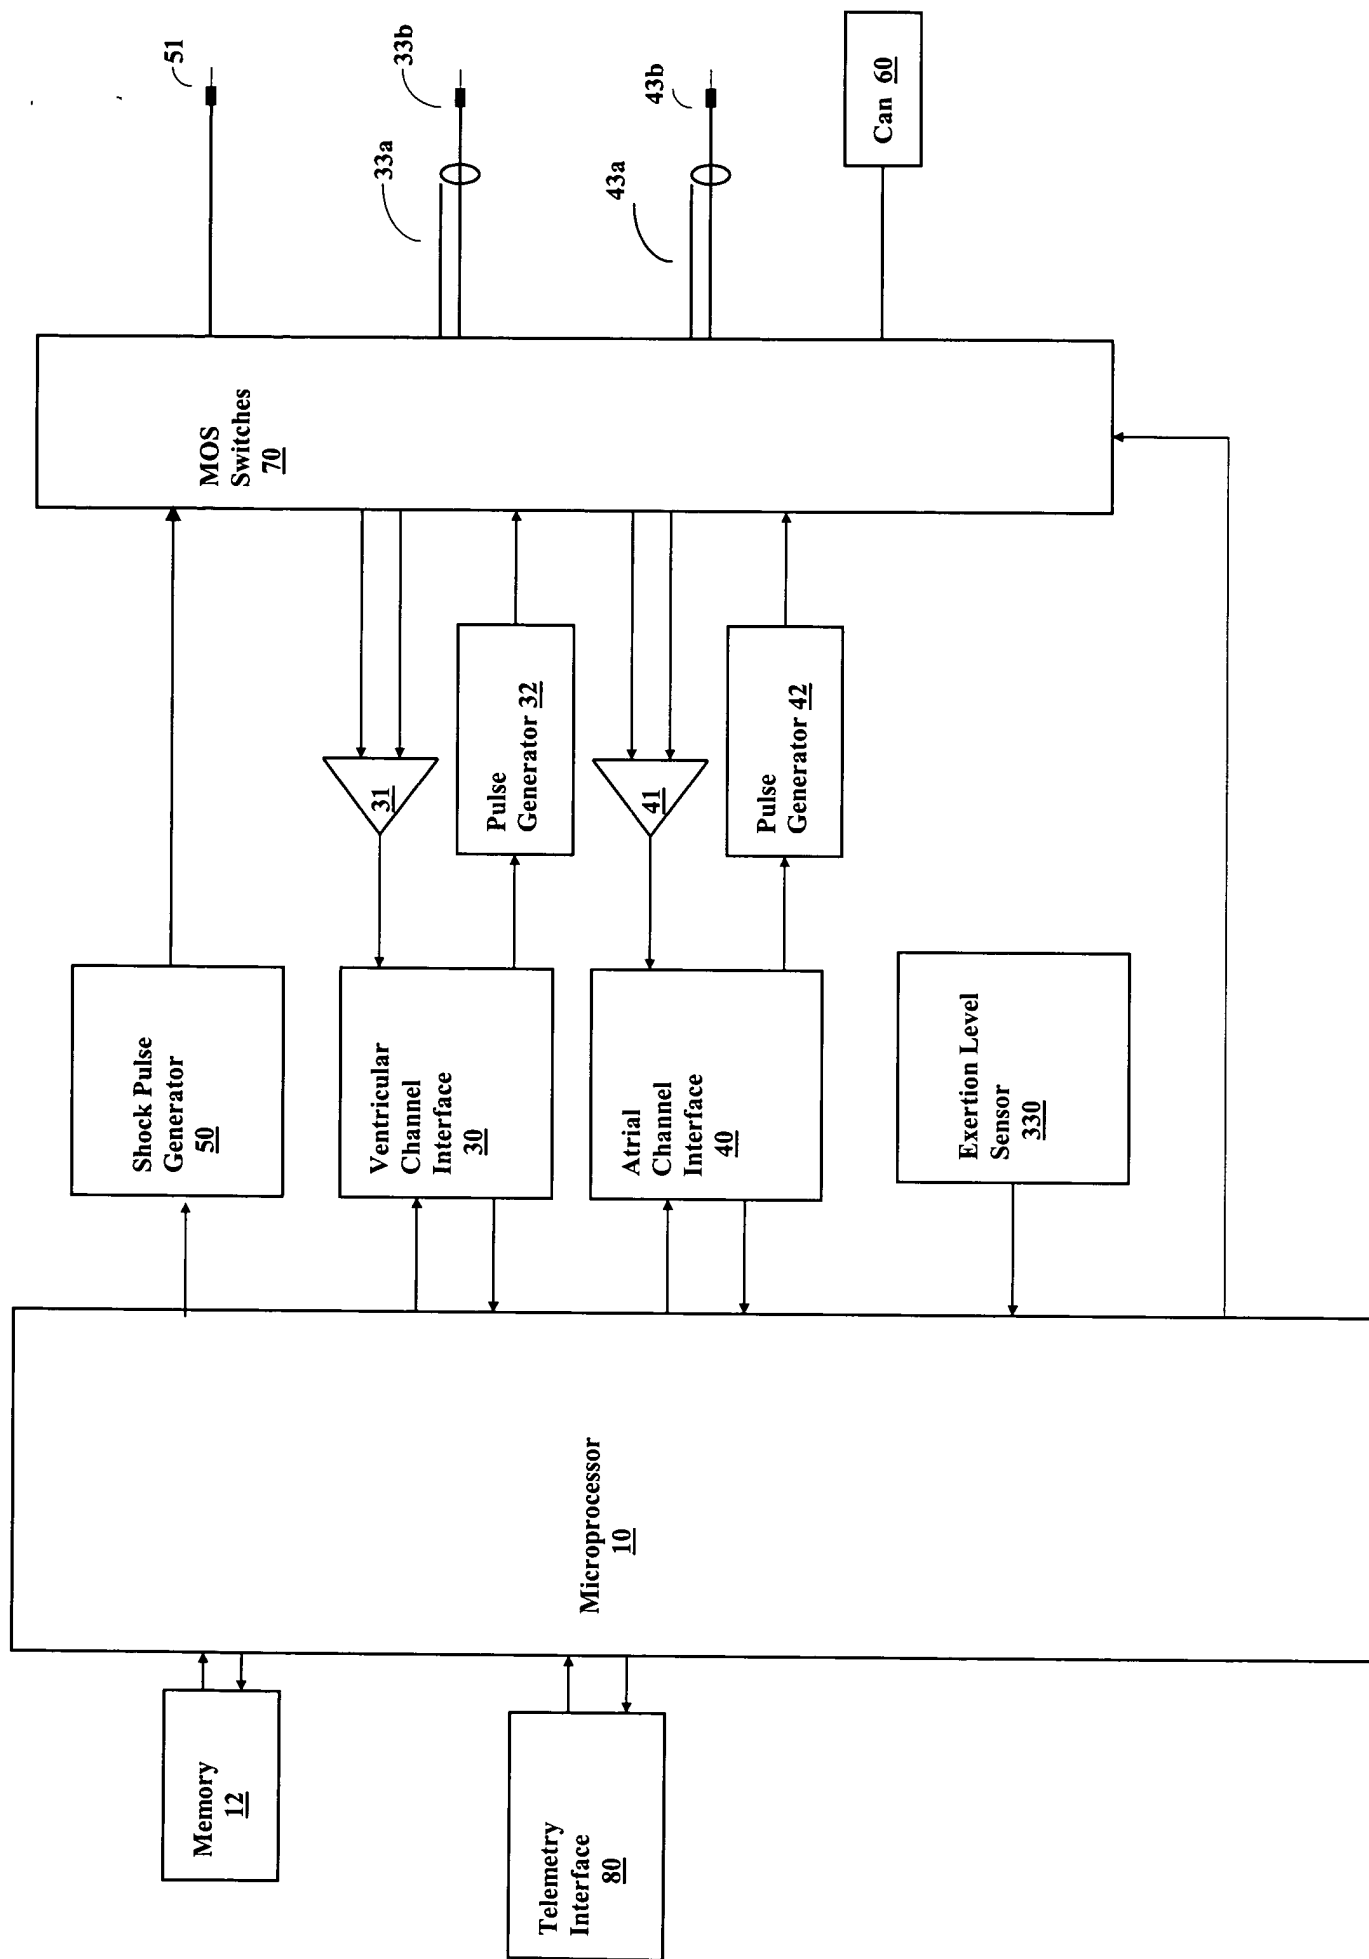 Memory
12
Telemetry
Interface
80
Microprocessor
10
Shock Pulse
Generator
50
Ventricular
Channel
Interface
30
Atrial
Channel
Interface
40
Exertion Level
Sensor
330
31
Pulse
Generator 32
41
Pulse
Generator 42
MOS
Switches
70
51
33a
33b
43a
43b
Can 60